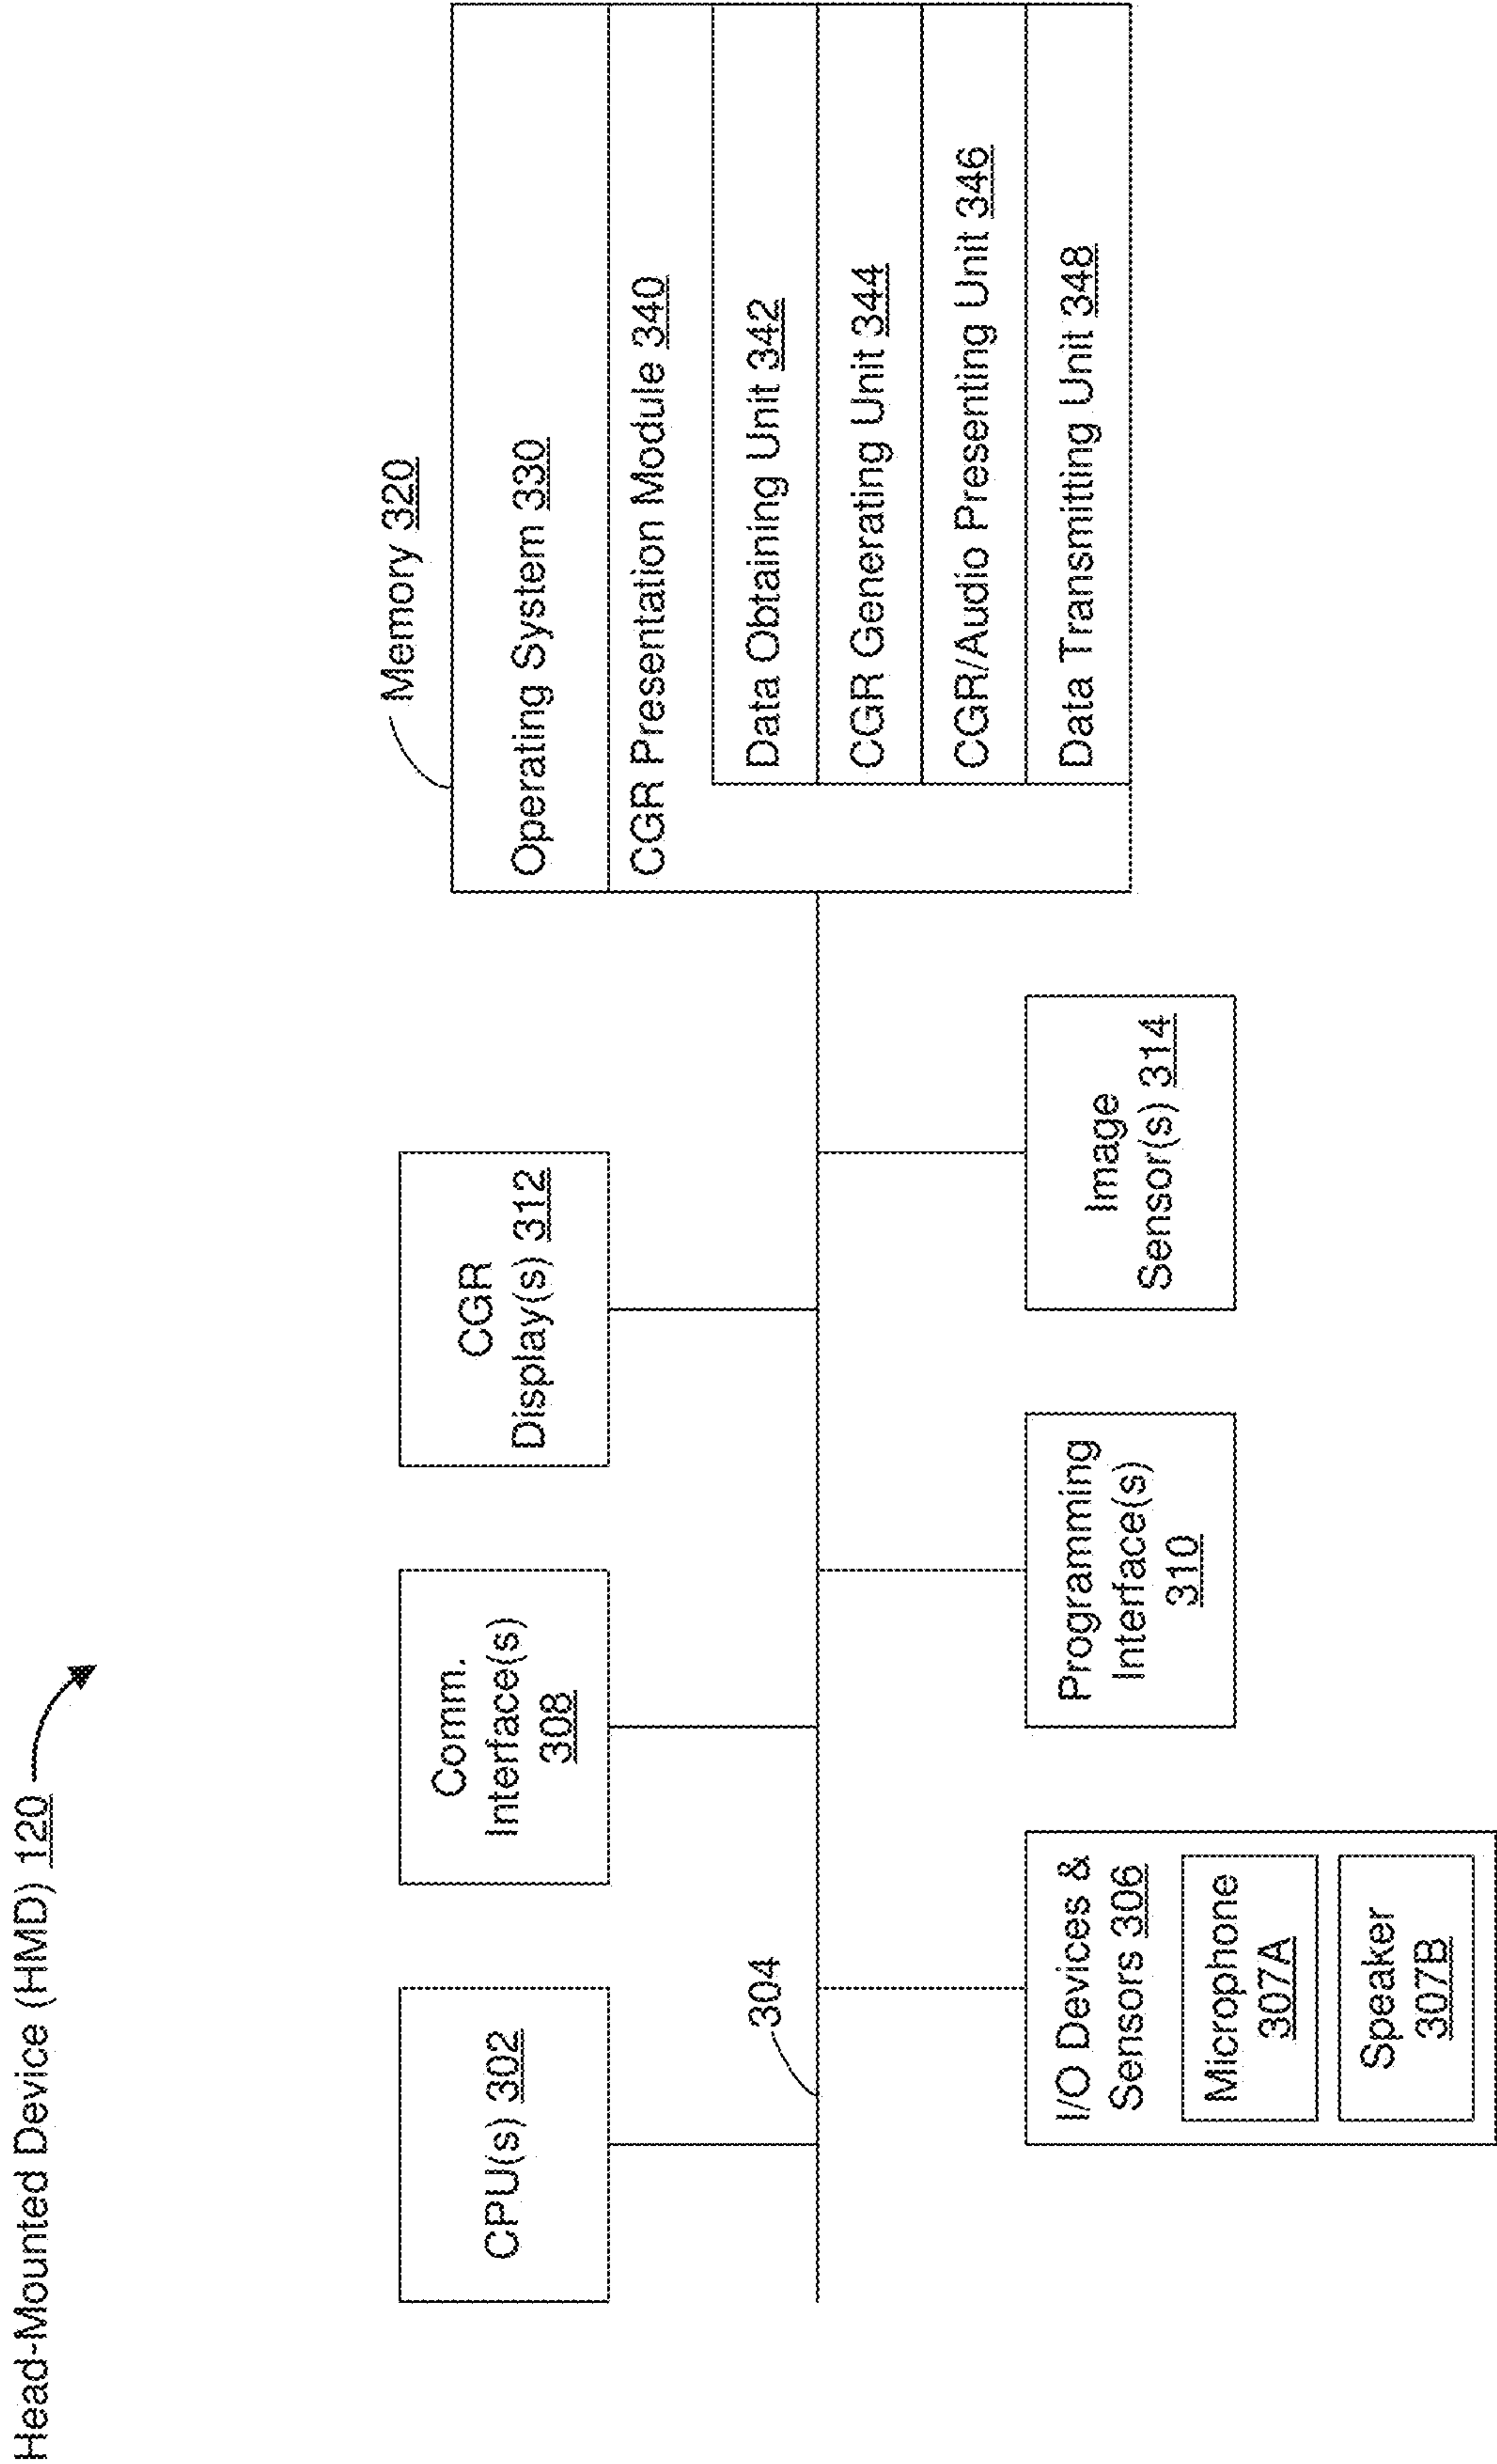 Head-Mounted Device (HMD) 120
CPU(s) 302
Comm.
Interface(s)
308
CGR
Display(s) 312
Memory 320
Operating System 330
CGR Presentation Module 340
Data Obtaining Unit 342
CGR Generating Unit 344
CGR/Audio Presenting Unit 346
Data Transmitting Unit 348
304
I/O Devices &
Sensors 306
Microphone
307A
Speaker
307B
Programming
Interface(s)
310
Image
Sensor(s) 314